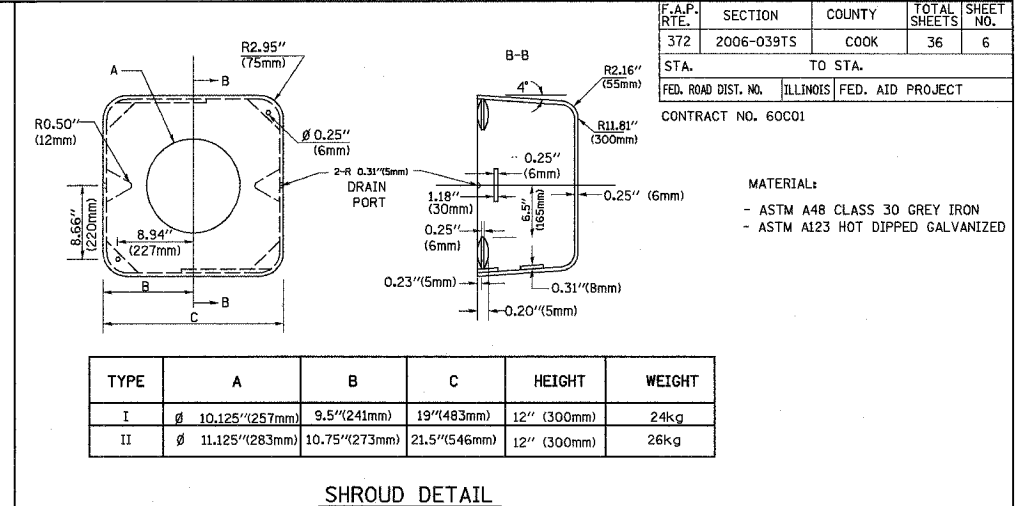 F.A.P. RTE. SECTION COUNTY TOTAL SHEETS SHEET NO.
372 2006-039TS COOK 36 6
STA. TO STA.
FED. ROAD DIST. NO. ILLINOIS FED. AID PROJECT
CONTRACT NO. 60C01
R2.95"
(75mm)
A
B
R0.50"
(12mm)
Ø 0.25"
(6mm)
2-R 0.31"(5mm)
DRAIN
PORT
8.66"
(220mm)
8.94"
(227mm)
B
B
C
B-B
4°
R2.16"
(55mm)
R11.81"
(300mm)
0.25"
(6mm)
1.18"
(30mm)
0.25" (6mm)
6.5"
(165mm)
0.25"
(6mm)
0.23"(5mm)
0.31"(8mm)
0.20"(5mm)
MATERIAL:
- ASTM A48 CLASS 30 GREY IRON
- ASTM A123 HOT DIPPED GALVANIZED
TYPE A B C HEIGHT WEIGHT
I Ø 10.125"(257mm) 9.5"(241mm) 19"(483mm) 12" (300mm) 24kg
II Ø 11.125"(283mm) 10.75"(273mm) 21.5"(546mm) 12" (300mm) 26kg
SHROUD DETAIL